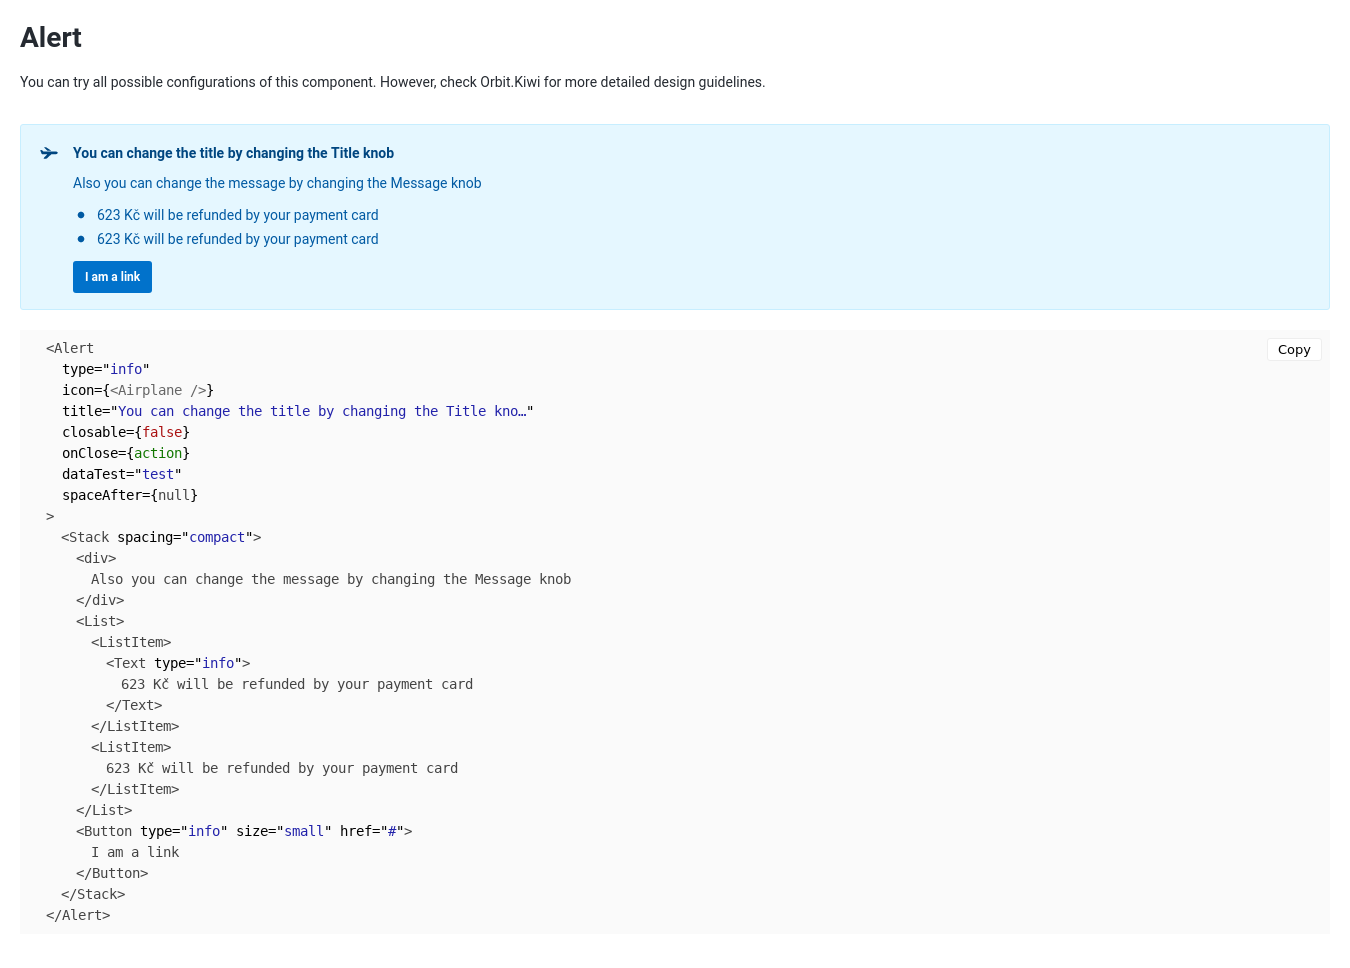 Alert
You can try all possible configurations of this component. However, check Orbit.Kiwi for more detailed design guidelines.
You can change the title by changing the Title knob
Also you can change the message by changing the Message knob
● 623 Kč will be refunded by your payment card
● 623 Kč will be refunded by your payment card
I am a link
Copy
<Alert
type="info"
icon={<Airplane />}
title="You can change the title by changing the Title kno…"
closable={false}
onClose={action}
dataTest="test"
spaceAfter={null}
>
<Stack spacing="compact">
<div>
Also you can change the message by changing the Message knob
</div>
<List>
<ListItem>
<Text type="info">
623 Kč will be refunded by your payment card
</Text>
</ListItem>
<ListItem>
623 Kč will be refunded by your payment card
</ListItem>
</List>
<Button type="info" size="small" href="#">
I am a link
</Button>
</Stack>
</Alert>